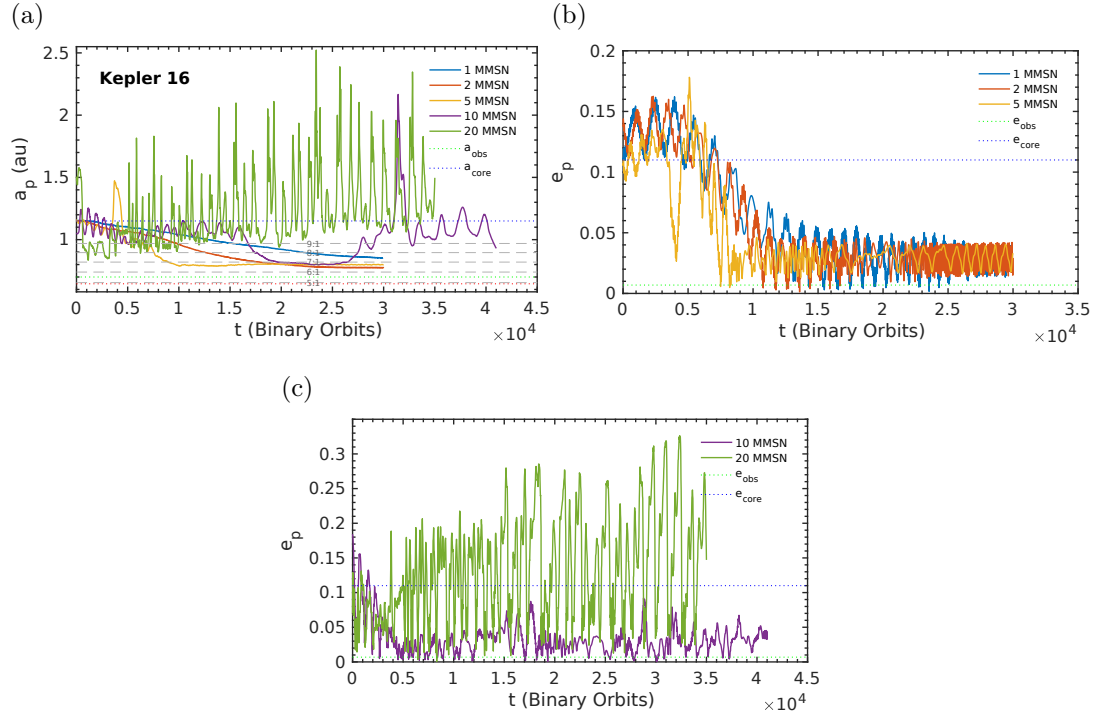 (a)
2.5
2
1.5
1
a_p (au)
Kepler 16
1 MMSN
2 MMSN
5 MMSN
10 MMSN
20 MMSN
a_obs
a_core
9:1
8:1
7:1
6:1
5:1
0 0.5 1 1.5 2 2.5 3 3.5 4 4.5
t (Binary Orbits)
×10^4
(b)
0.2
0.15
0.1
0.05
0
e_p
1 MMSN
2 MMSN
5 MMSN
e_obs
e_core
0 0.5 1 1.5 2 2.5 3 3.5
t (Binary Orbits)
×10^4
(c)
0.3
0.25
0.2
0.15
0.1
0.05
0
e_p
10 MMSN
20 MMSN
e_obs
e_core
0 0.5 1 1.5 2 2.5 3 3.5 4 4.5
t (Binary Orbits)
×10^4